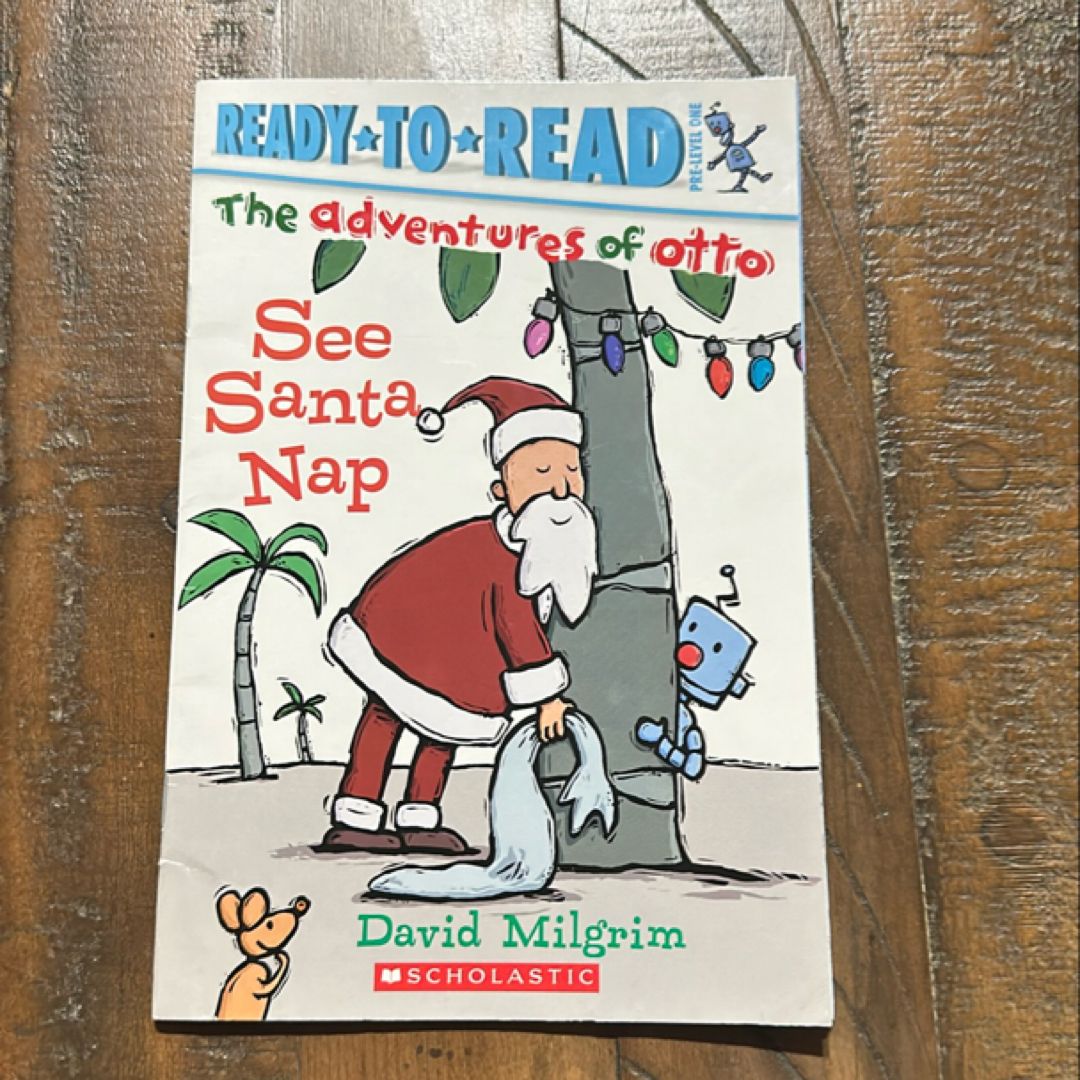 READY★TO★READ
PRE-LEVEL ONE
The adventures of otto
See
Santa
Nap
David Milgrim
SCHOLASTIC